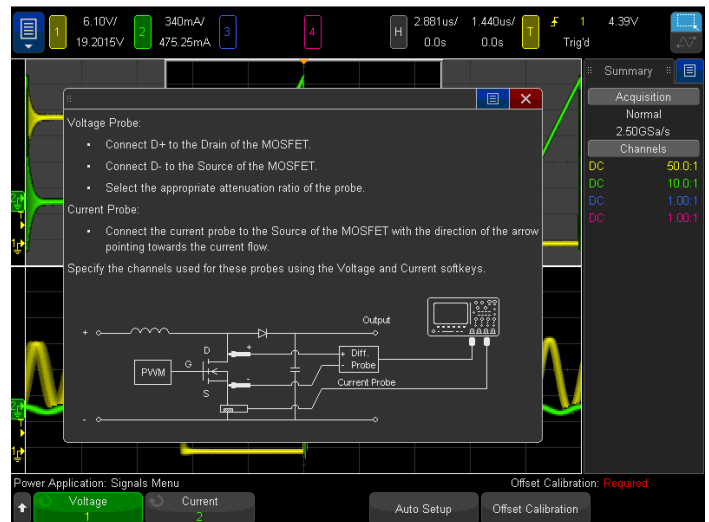 1 6.10V/ 2 340mA/ 3 4 H 2.881us/ 1.440us/ T 1 4.39V
19.2015V 475.25mA 0.0s 0.0s Trig'd
Summary
Acquisition
Normal
2.50GSa/s
Channels
DC 50.0:1
DC 10.0:1
DC 1.00:1
DC 1.00:1
Voltage Probe:
Connect D+ to the Drain of the MOSFET.
Connect D- to the Source of the MOSFET.
Select the appropriate attenuation ratio of the probe.
Current Probe:
Connect the current probe to the Source of the MOSFET with the direction of the arrow
pointing towards the current flow.
Specify the channels used for these probes using the Voltage and Current softkeys.
+ Output
D + + Diff.
PWM G - - Probe
S Current Probe
-
Power Application: Signals Menu Offset Calibration: Required
Voltage Current Auto Setup Offset Calibration
1 2